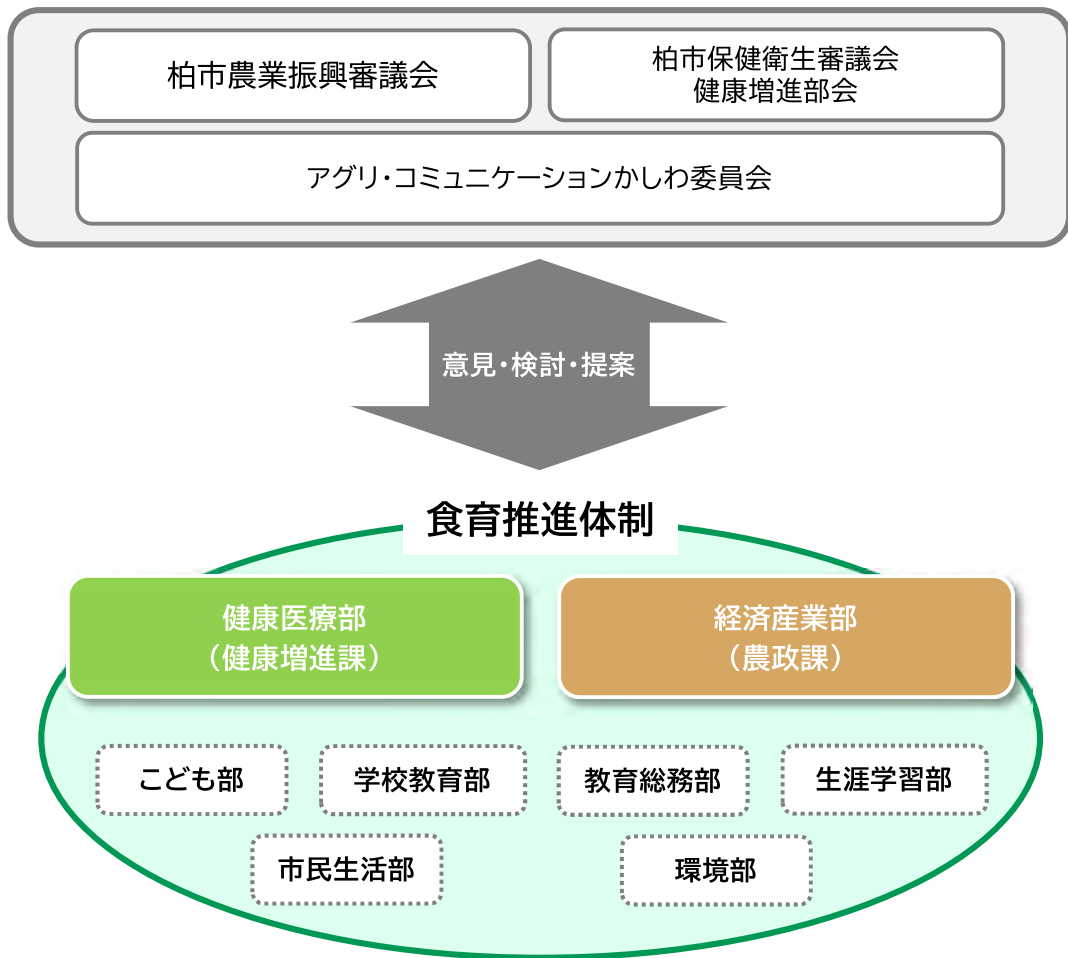 柏市農業振興審議会
柏市保健衛生審議会
健康増進部会
アグリ・コミュニケーションかしわ委員会
意見・検討・提案
食育推進体制
健康医療部
（健康増進課）
経済産業部
（農政課）
こども部
学校教育部
教育総務部
生涯学習部
市民生活部
環境部